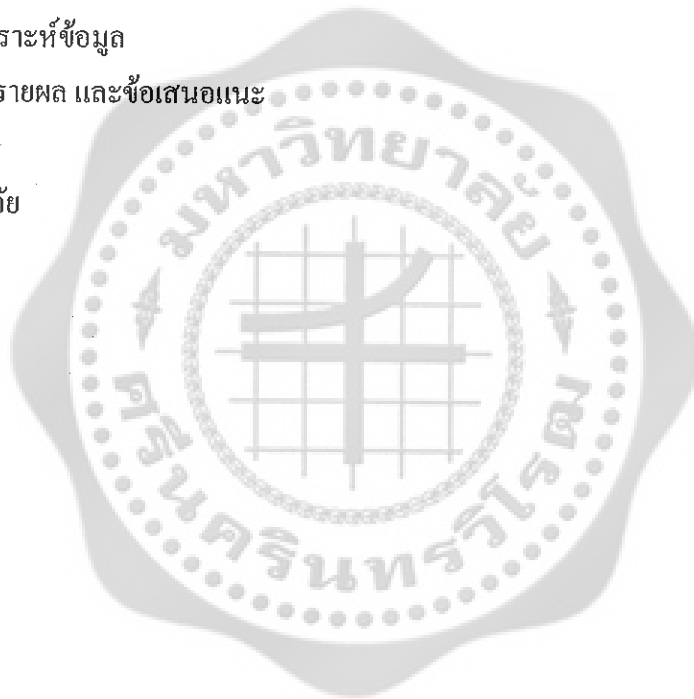 ราะห์ข้อมูล
รายผล และข้อเสนอแนะ
ัย
มหาวิทยาลัย
ศรีนครินทรวิโรฒ